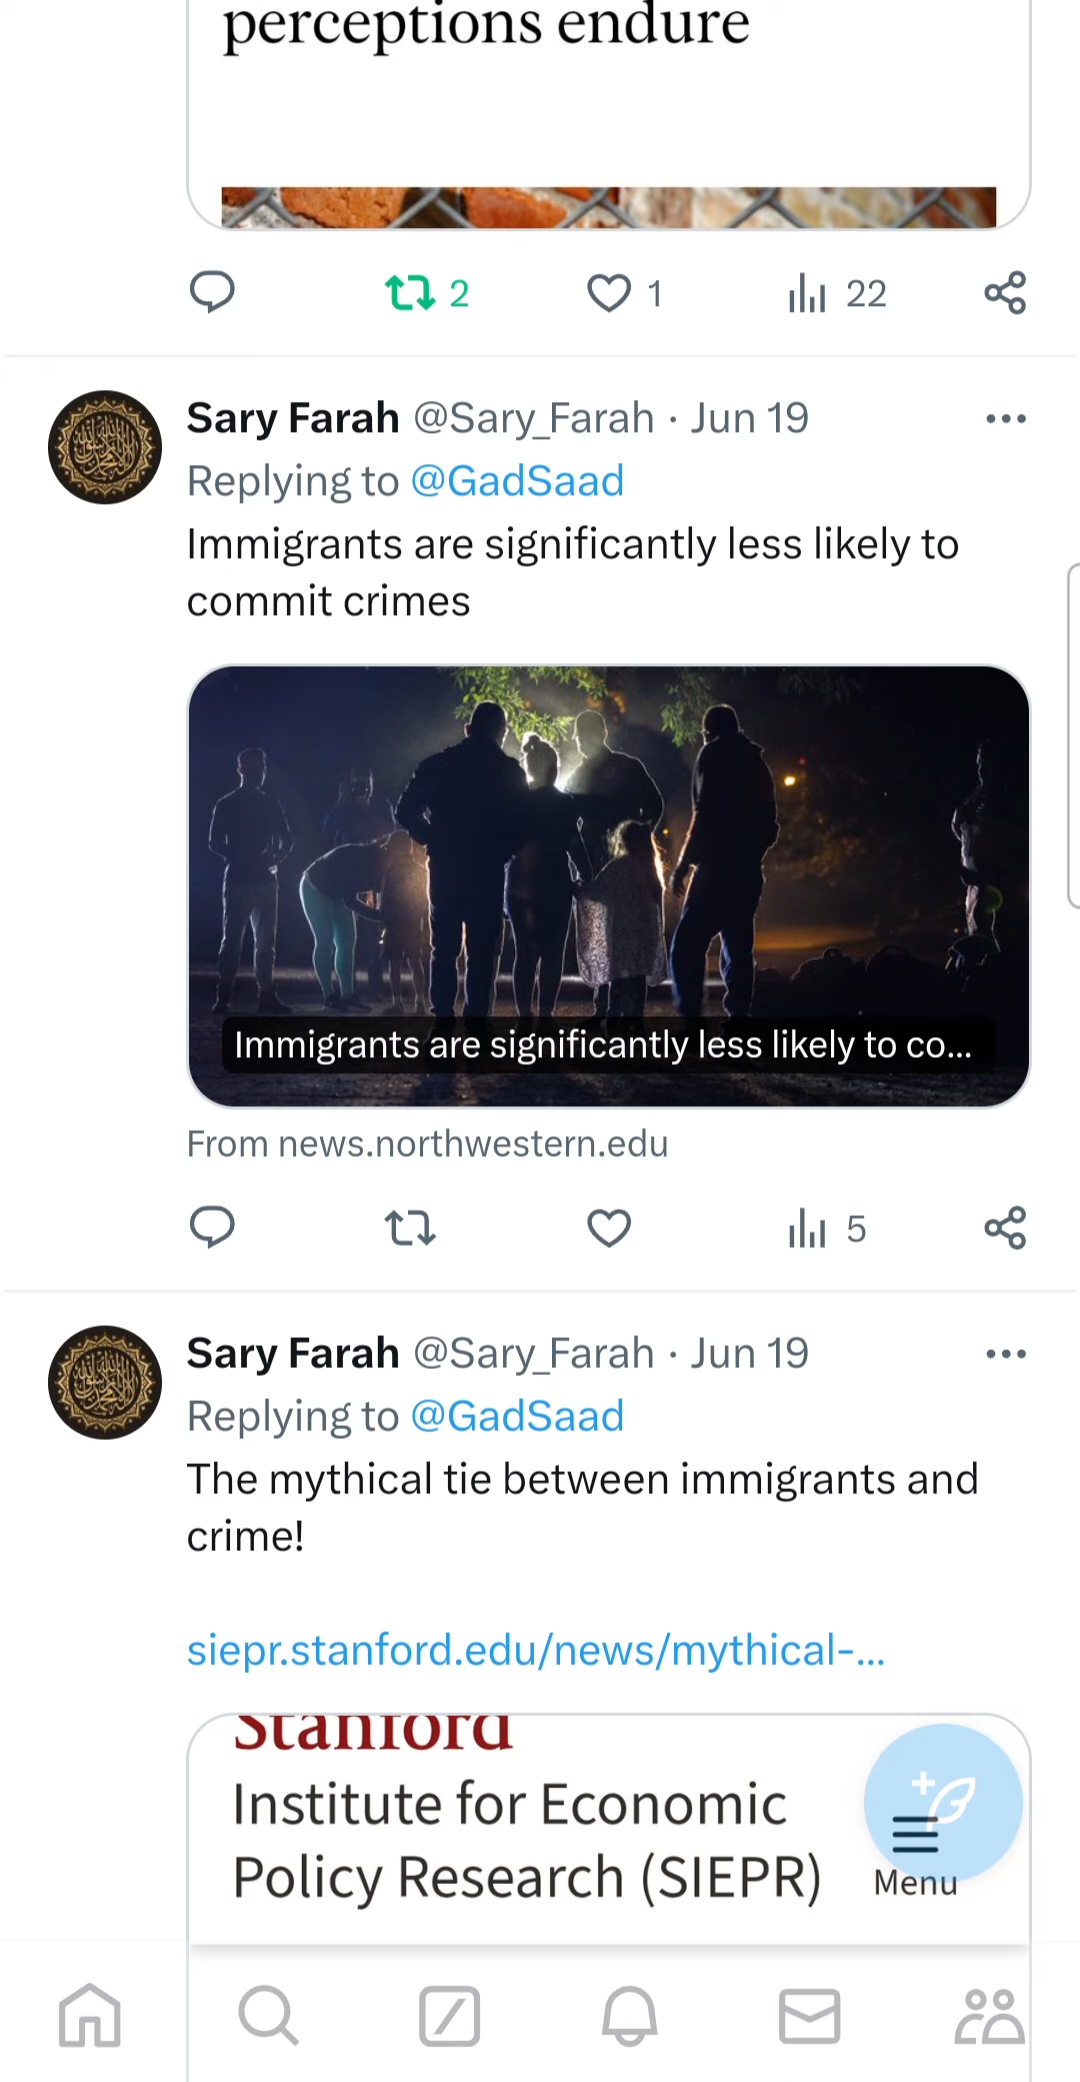 perceptions endure
2
1
22
Sary Farah @Sary_Farah · Jun 19
Replying to @GadSaad
Immigrants are significantly less likely to
commit crimes
Immigrants are significantly less likely to co...
From news.northwestern.edu
5
Sary Farah @Sary_Farah · Jun 19
Replying to @GadSaad
The mythical tie between immigrants and
crime!
siepr.stanford.edu/news/mythical-...
Stanford
Institute for Economic
Policy Research (SIEPR)
Menu